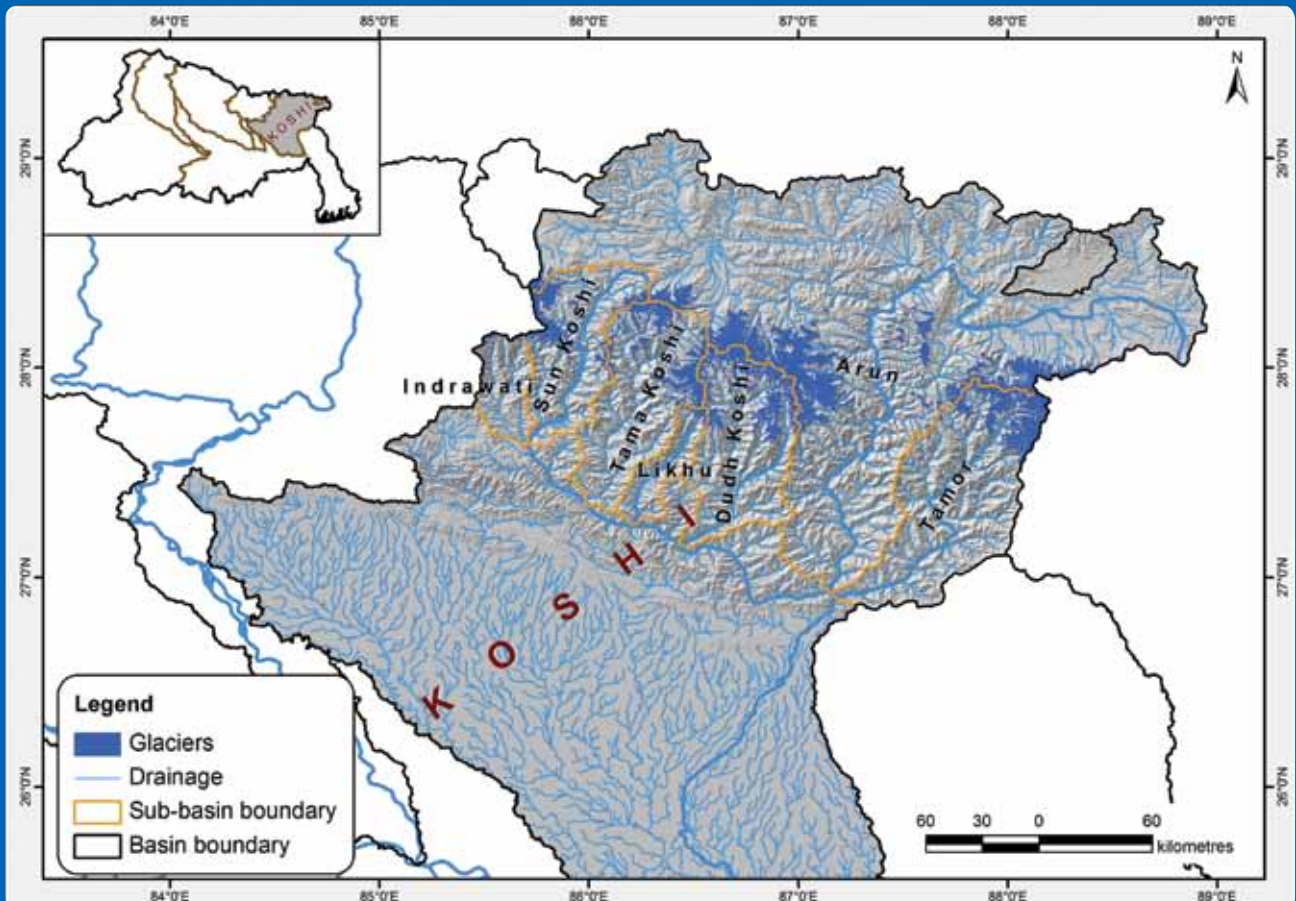 84°0'E 85°0'E 86°0'E 87°0'E 88°0'E 89°0'E
N
KOSHI
29°0'N
29°0'N
28°0'N
28°0'N
27°0'N
27°0'N
26°0'N
26°0'N
Indrawati
Sun Koshi
Tama Koshi
Likhu
Dudh Koshi
Arun
Tamor
KOSHI
Legend
Glaciers
Drainage
Sub-basin boundary
Basin boundary
60 30 0 60
kilometres
84°0'E 85°0'E 86°0'E 87°0'E 88°0'E 89°0'E